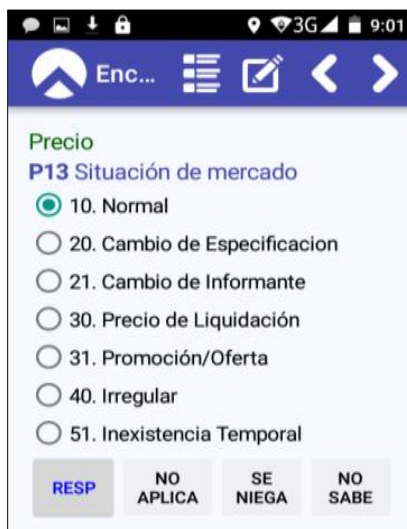 3G 9:01
Enc...
Precio
P13 Situación de mercado
10. Normal
20. Cambio de Especificacion
21. Cambio de Informante
30. Precio de Liquidación
31. Promoción/Oferta
40. Irregular
51. Inexistencia Temporal
RESP
NO
APLICA
SE
NIEGA
NO
SABE